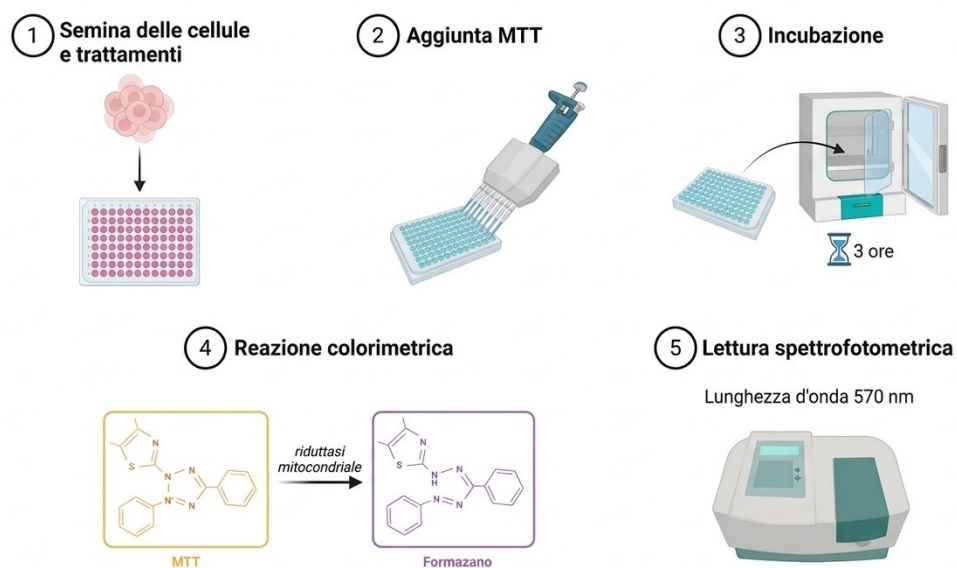 1
Semina delle cellule
e trattamenti
2
Aggiunta MTT
3
Incubazione
3 ore
4
Reazione colorimetrica
N
S
N
N
N
N
riduttasi
mitocondriale
N
S
N
H
N
N
N
MTT
Formazano
5
Lettura spettrofotometrica
Lunghezza d'onda 570 nm